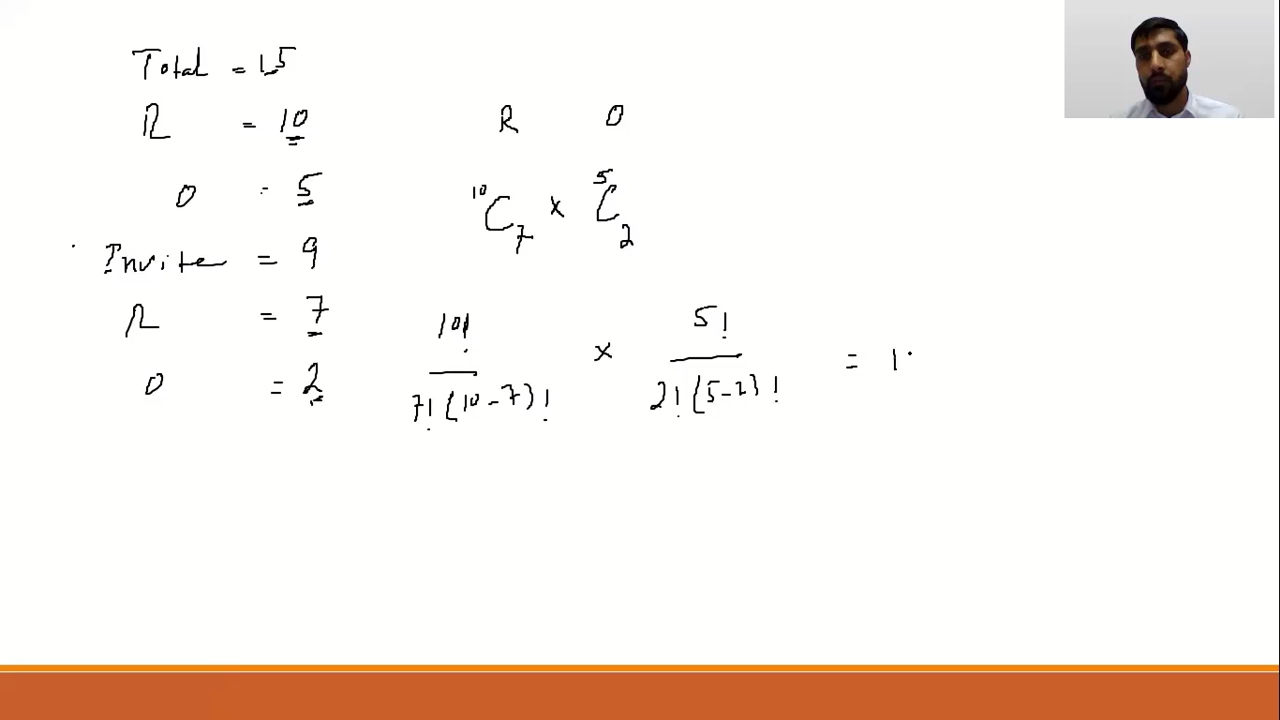 Total = 15
R = 10
O = 5
Invite = 9
R = 7
O = 2
R O
¹⁰C₇ × ⁵C₂
10! / 7!(10-7)! × 5! / 2!(5-2)! = 1